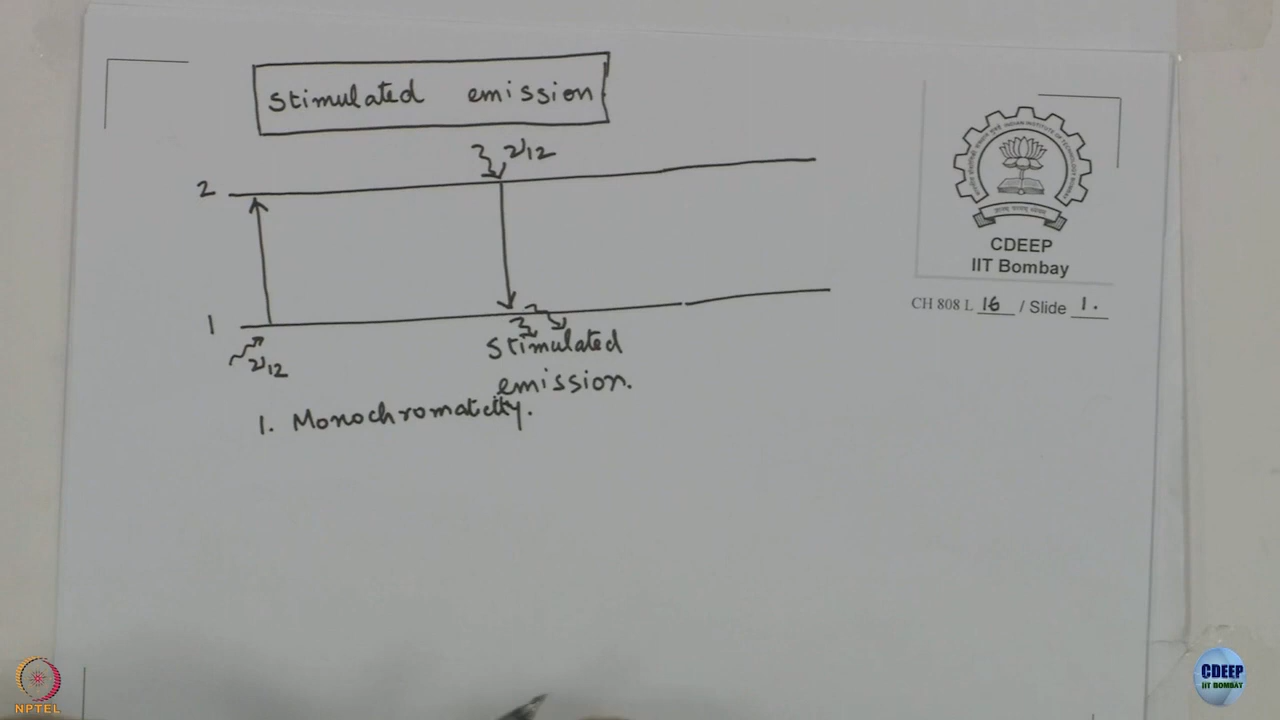 Stimulated emission
ν₁₂
2
1
ν₁₂
Stimulated
emission.
1. Monochromaticity.
CDEEP
IIT Bombay
CH 808 L 16 / Slide 1.
NPTEL
CDEEP
IIT BOMBAY